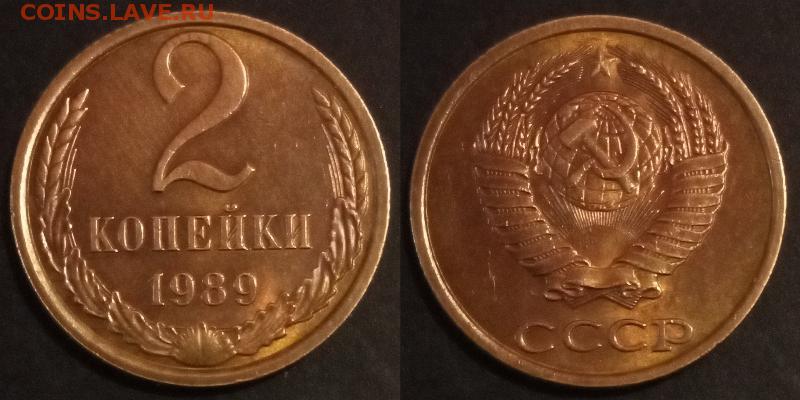 COINS.LAVE.RU
2
КОПЕЙКИ
1989
СССР